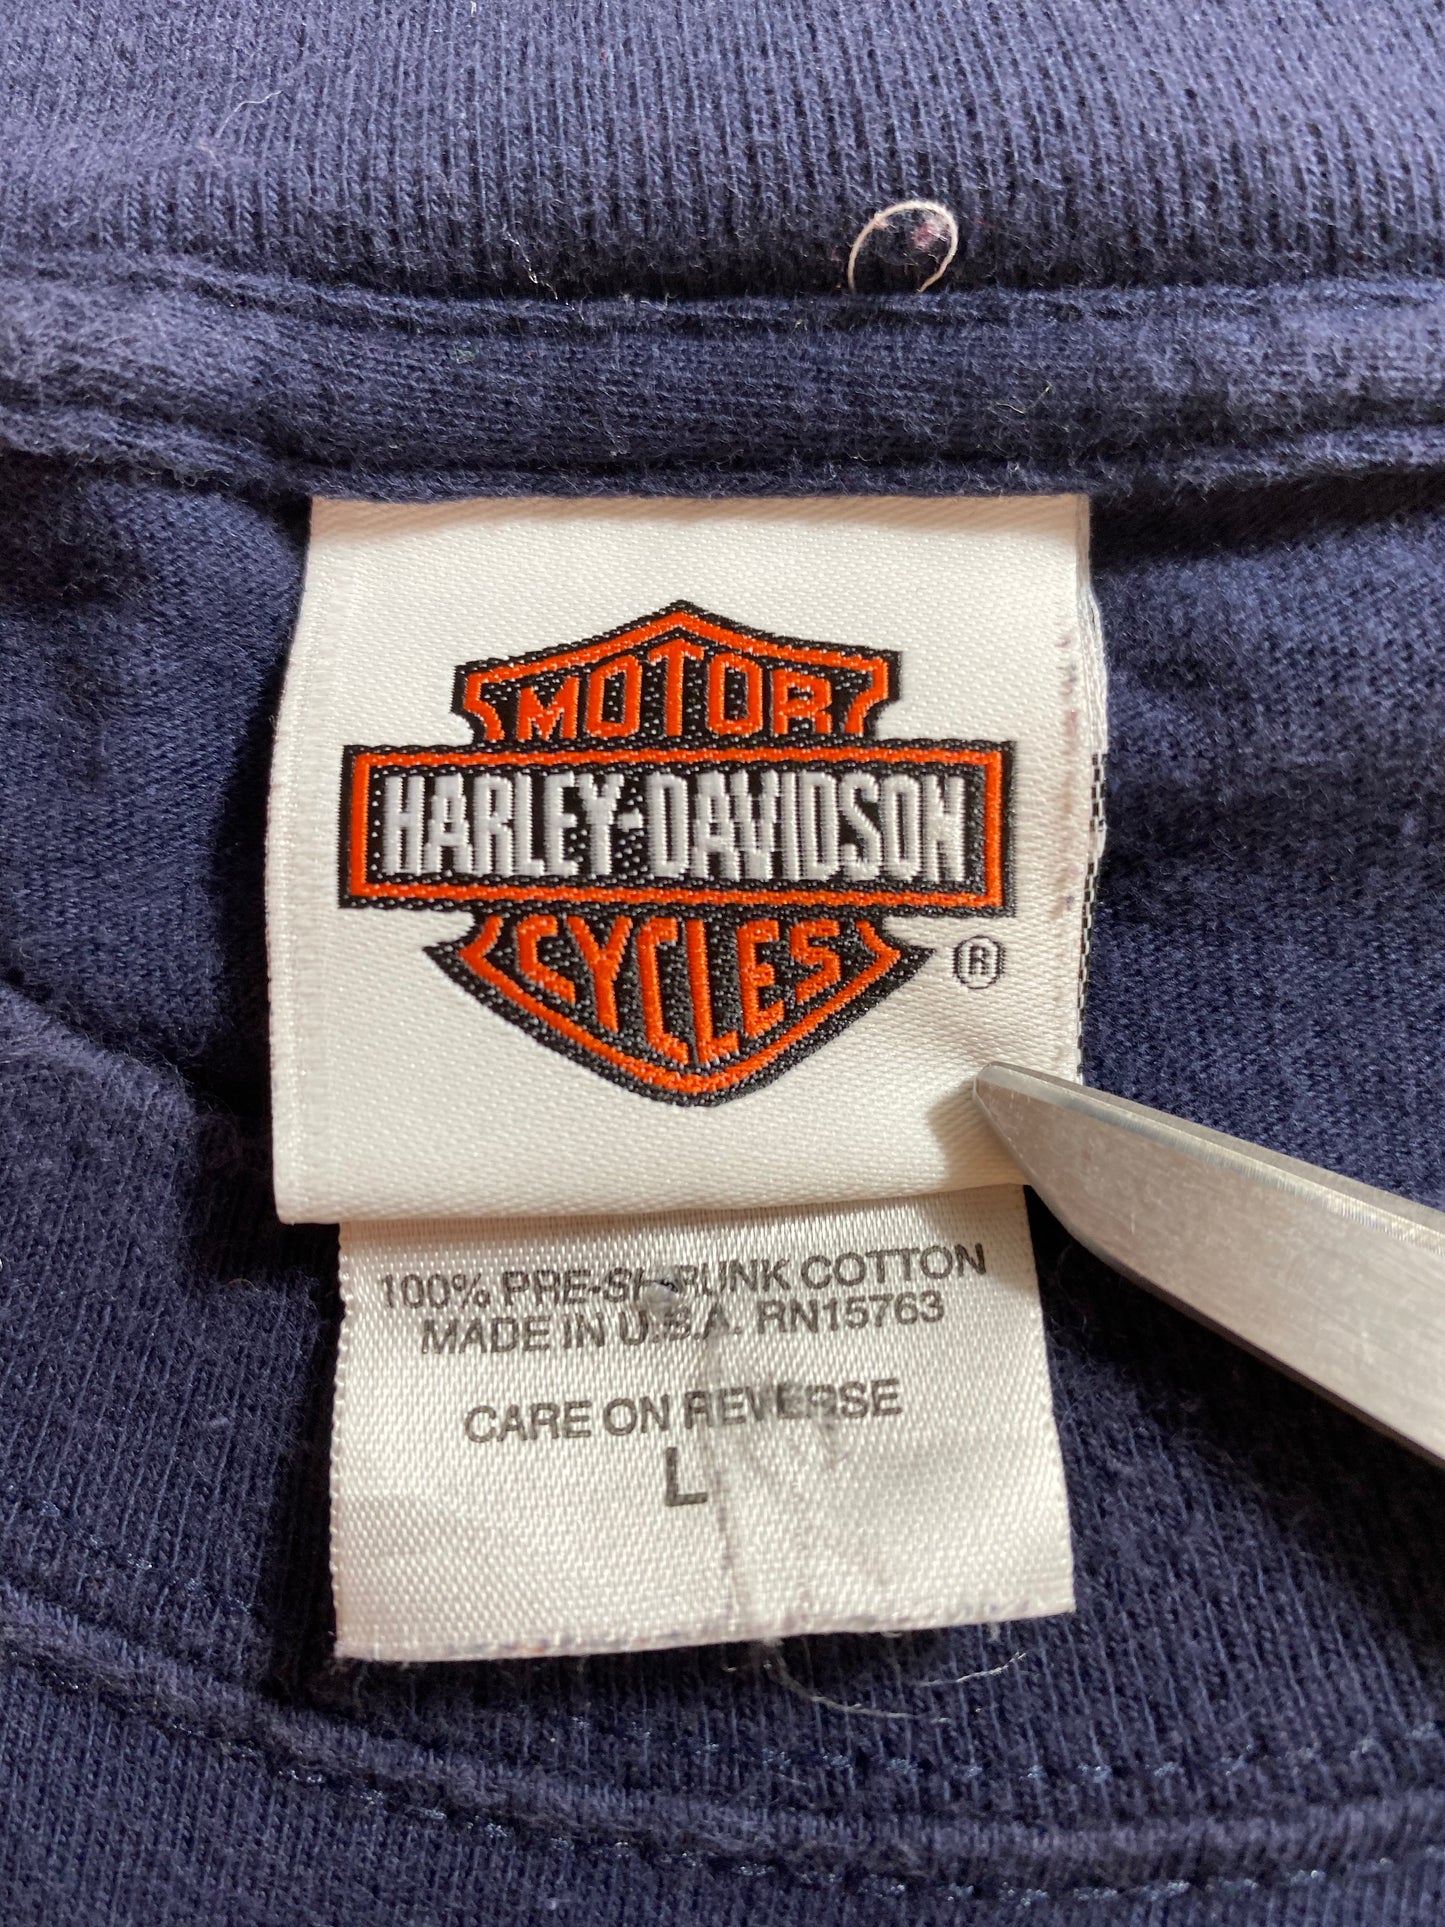 MOTOR
HARLEY-DAVIDSON
CYCLES
®
100% PRE-SHRUNK COTTON
MADE IN U.S.A. RN15763
CARE ON REVERSE
L